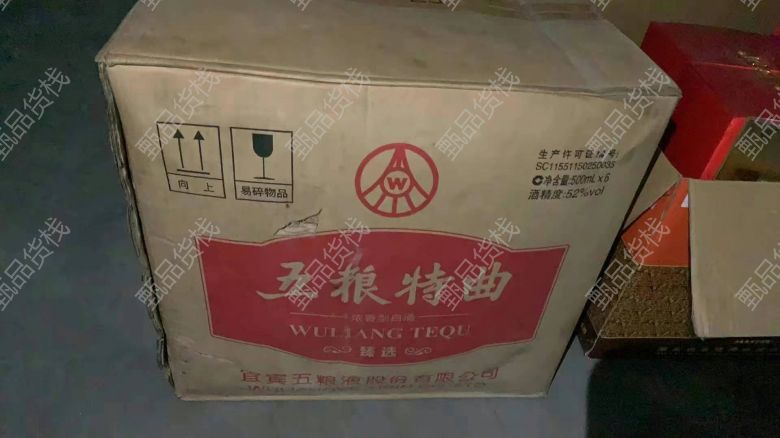 向上
易碎物品
W
生产许可证编号:
SC11551150250035
净含量:500mL×6
酒精度:52%vol
五粮特曲
浓香型白酒
WULIANG TEQU
臻选
宜宾五粮液股份有限公司
甄品货栈